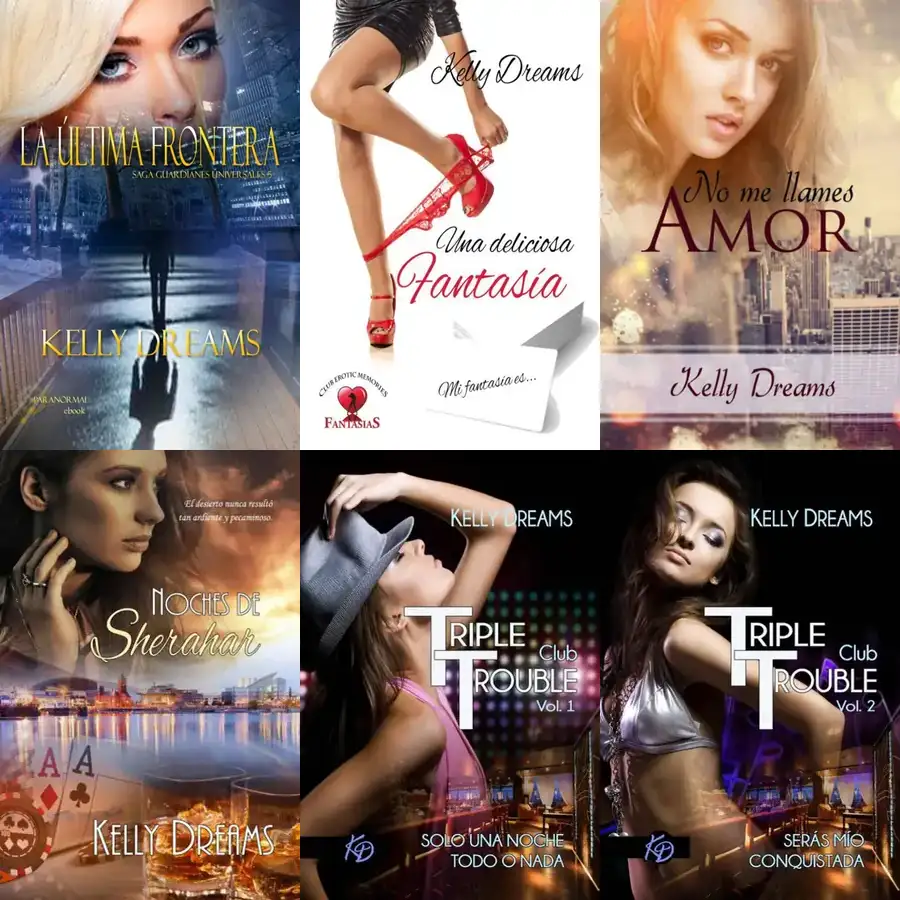 LA ÚLTIMA FRONTERA
SAGA GUARDIANES UNIVERSALES 5
KELLY DREAMS
PARANORMAL
ebook
Kelly Dreams
Una deliciosa
Fantasía
Mi fantasía es...
CLUB EROTIC MEMORIES
FANTASIAS
No me llames
AMOR
Kelly Dreams
El desierto nunca resultó
tan ardiente y pecaminoso.
NOCHES DE
Sherahar
A A
KELLY DREAMS
KELLY DREAMS
TRIPLE
Club
TROUBLE
Vol. 1
SOLO UNA NOCHE
TODO O NADA
KD
KELLY DREAMS
TRIPLE
Club
TROUBLE
Vol. 2
SERÁS MÍO
CONQUISTADA
KD